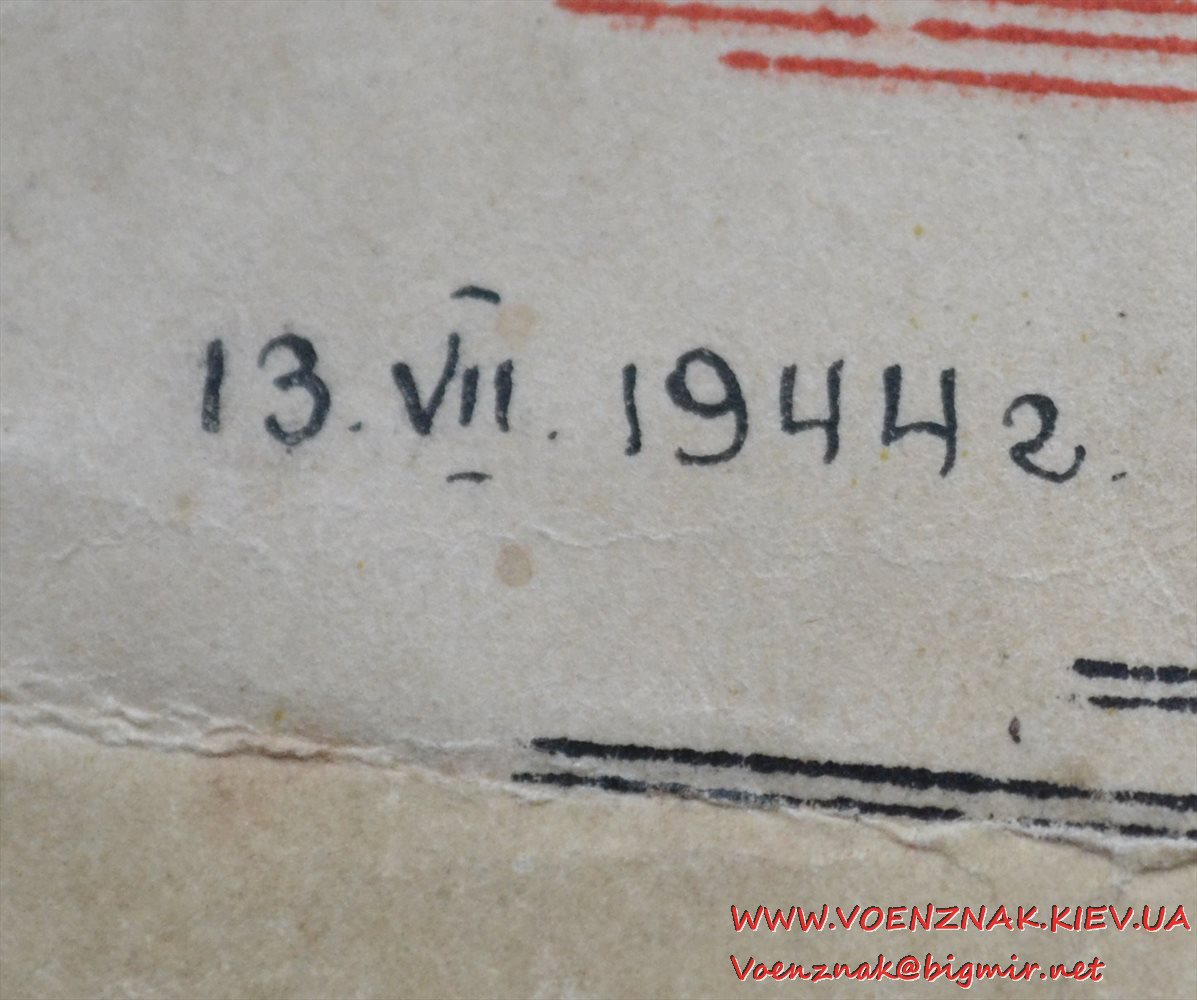 13.VII.1944г.
WWW.VOENZNAK.KIEV.UA
Voenznak@bigmir.net